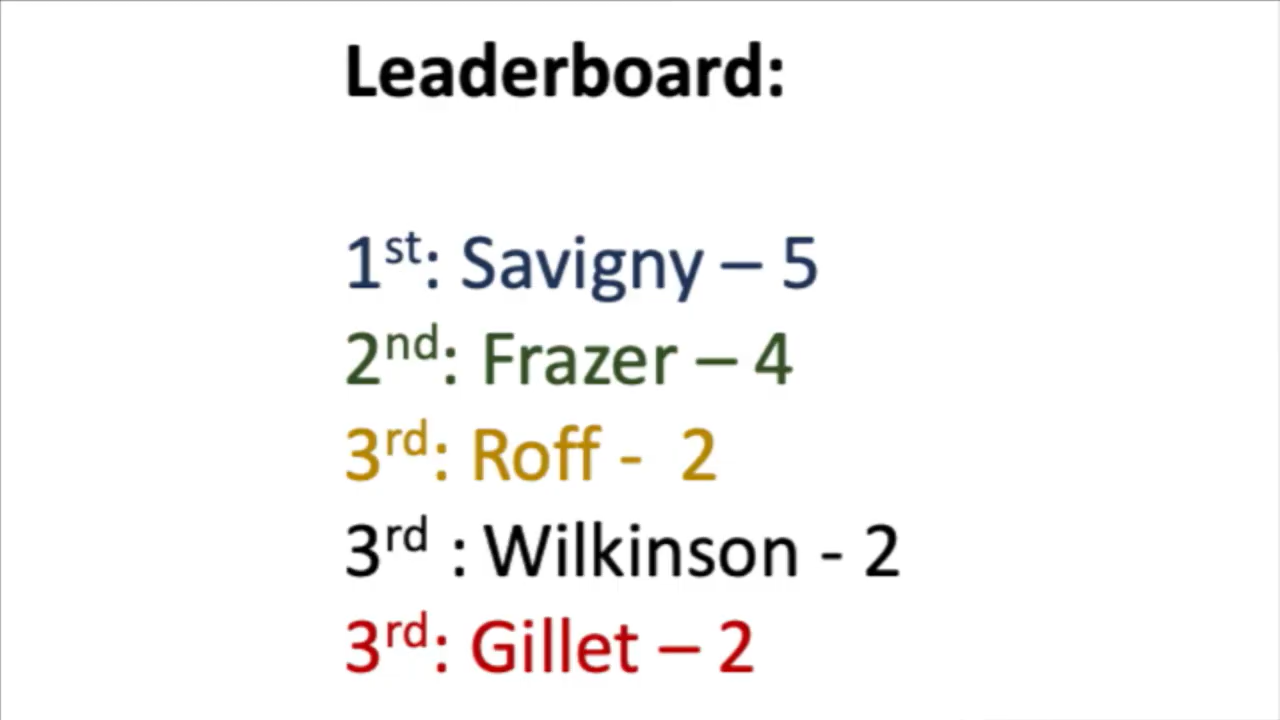 Leaderboard:
1st: Savigny – 5
2nd: Frazer – 4
3rd: Roff -  2
3rd : Wilkinson - 2
3rd: Gillet – 2